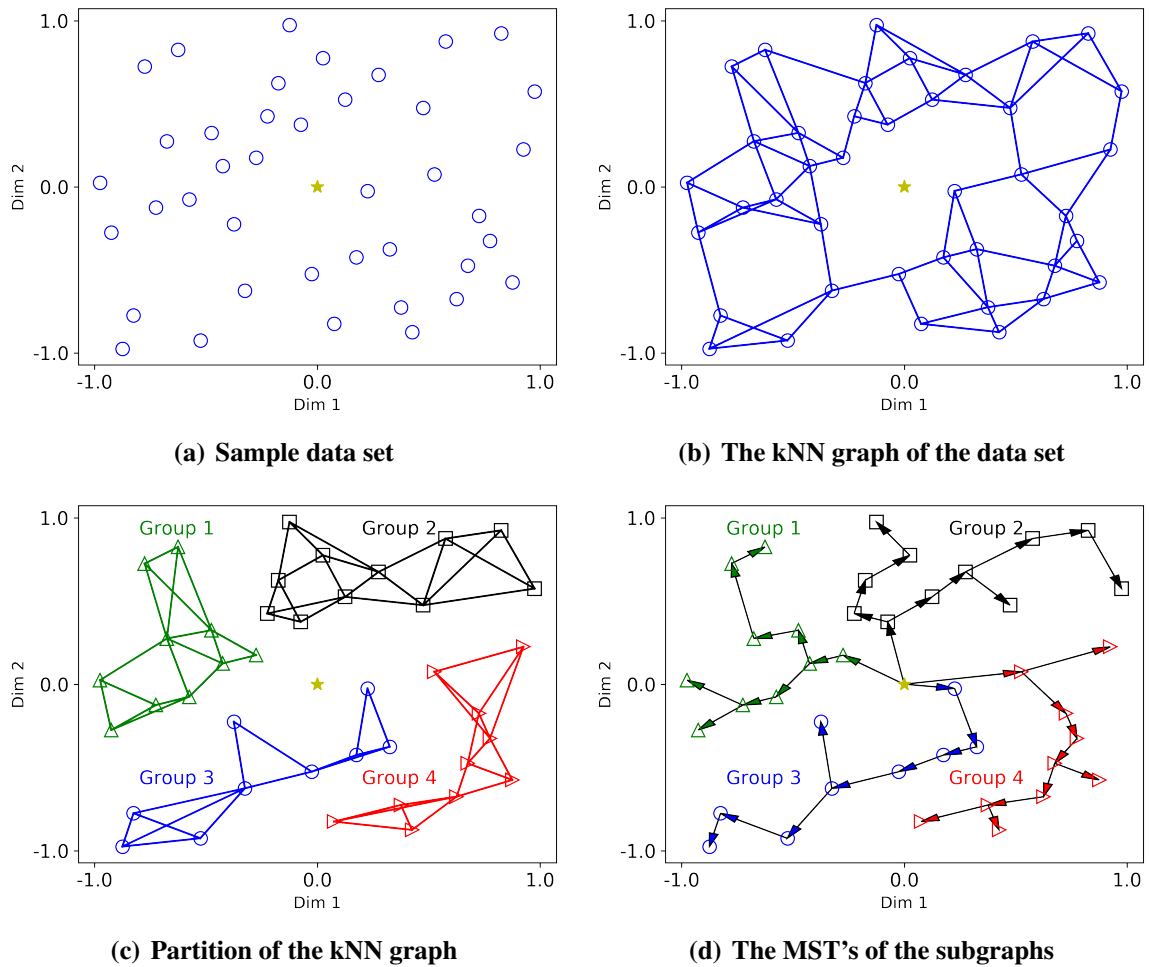 1.0
0.0
-1.0
Dim 2
-1.0 0.0 1.0
Dim 1
(a) Sample data set
1.0
0.0
-1.0
Dim 2
-1.0 0.0 1.0
Dim 1
(b) The kNN graph of the data set
1.0
0.0
-1.0
Dim 2
Group 1
Group 2
Group 3
Group 4
-1.0 0.0 1.0
Dim 1
(c) Partition of the kNN graph
1.0
0.0
-1.0
Dim 2
Group 1
Group 2
Group 3
Group 4
-1.0 0.0 1.0
Dim 1
(d) The MST's of the subgraphs